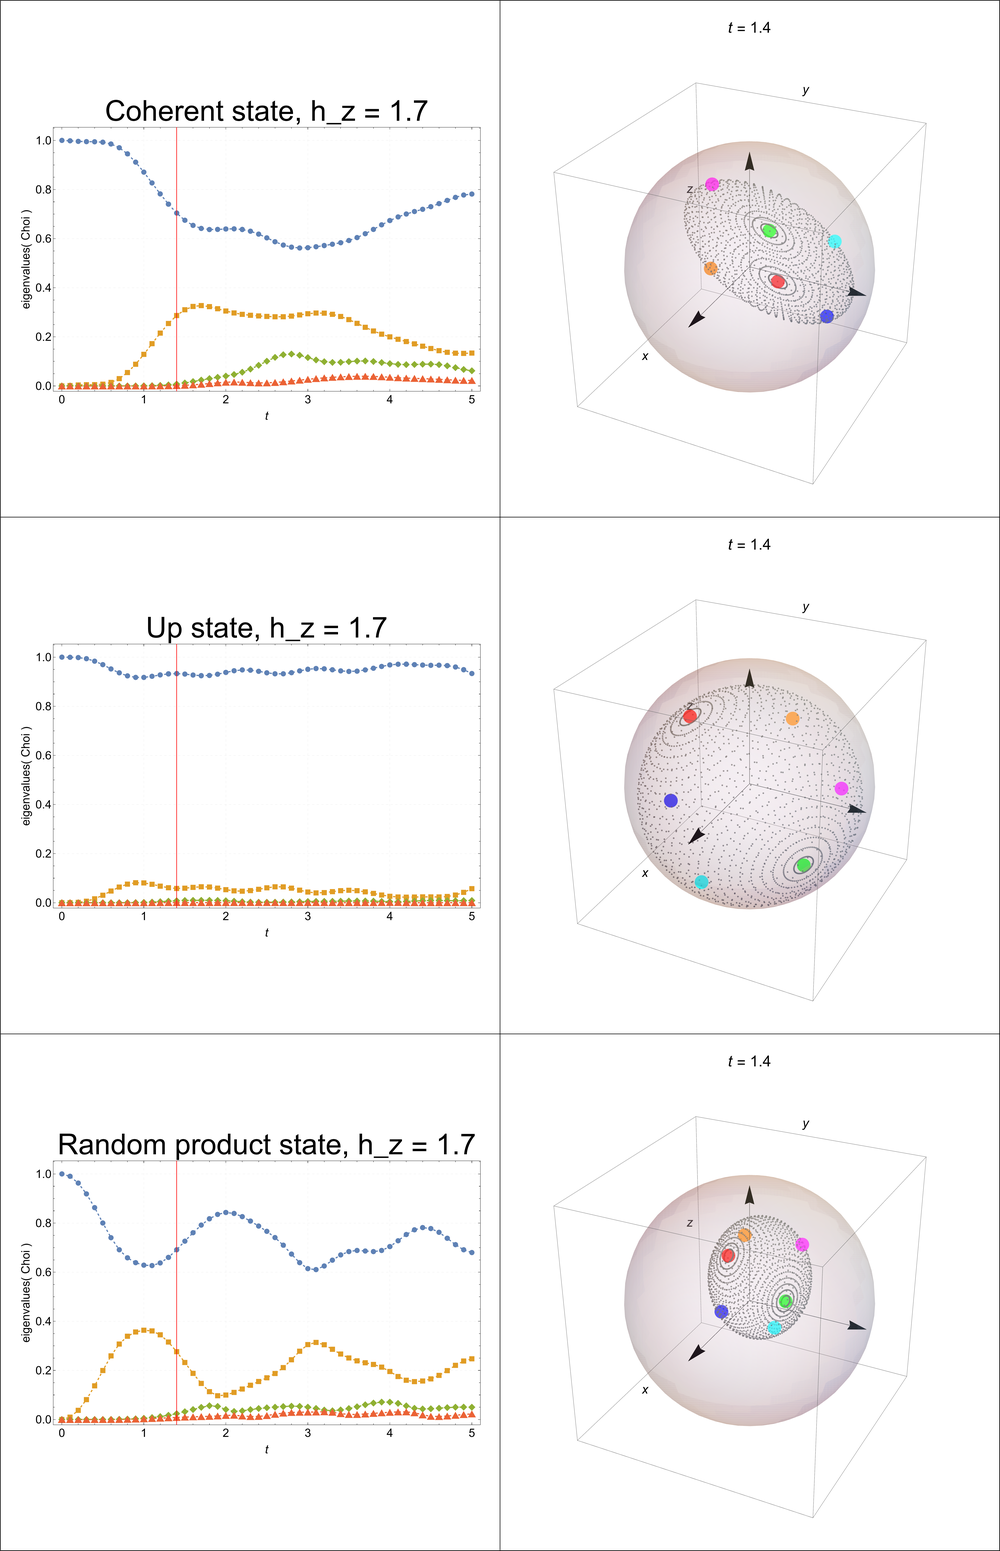 Coherent state, h_z = 1.7
eigenvalues( Choi )
1.0
0.8
0.6
0.4
0.2
0.0
0 1 2 3 4 5
t
t = 1.4
y
z
x
Up state, h_z = 1.7
eigenvalues( Choi )
1.0
0.8
0.6
0.4
0.2
0.0
0 1 2 3 4 5
t
t = 1.4
y
z
x
Random product state, h_z = 1.7
eigenvalues( Choi )
1.0
0.8
0.6
0.4
0.2
0.0
0 1 2 3 4 5
t
t = 1.4
y
z
x